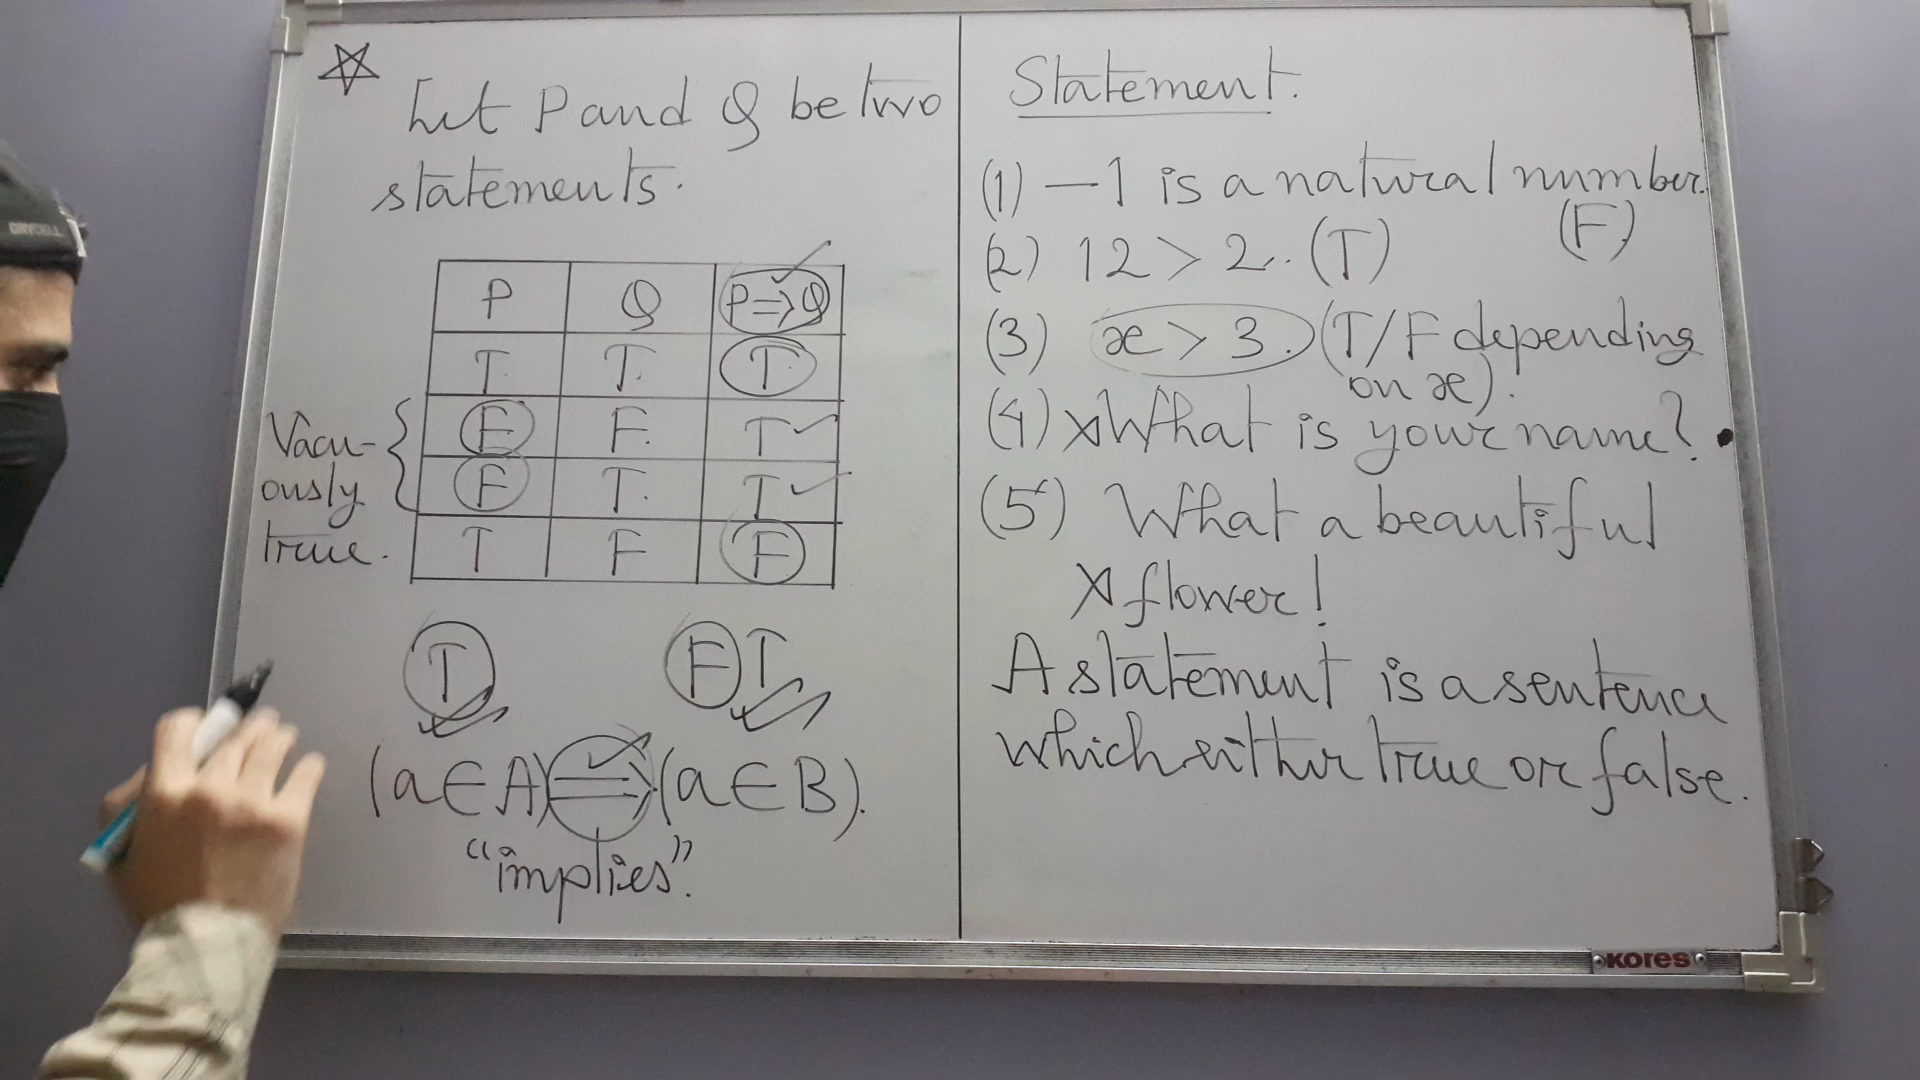 Let P and Q be two
statements.
P Q P⇒Q
T T. T.
F F. T
F T. T
T F F
Vacu-
ously
true.
T F T
(a∈A)⇒(a∈B).
"implies".
Statement.
(1) -1 is a natural number.
(F)
(2) 12 > 2. (T)
(3) x > 3. (T/F depending
on x).
(4) xWhat is your name?
(5) What a beautiful
x flower!
A statement is a sentence
which either true or false.
KORES